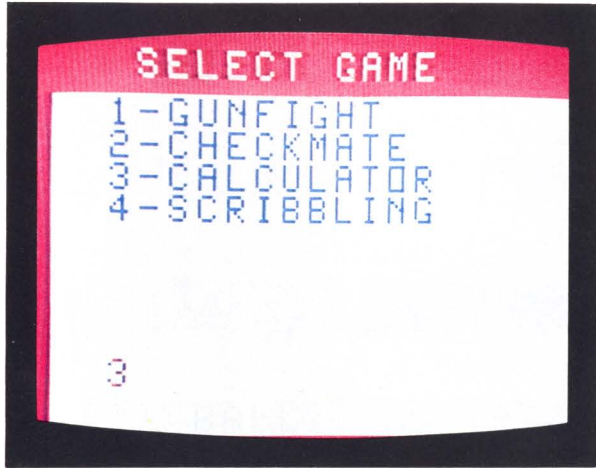 SELECT GAME
1-GUNFIGHT
2-CHECKMATE
3-CALCULATOR
4-SCRIBBLING
3